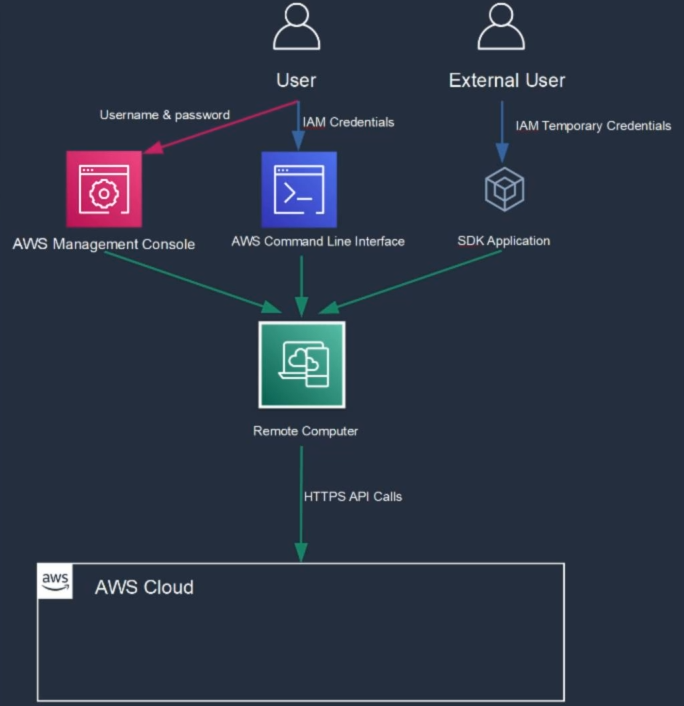 User
External User
Username & password
IAM Credentials
IAM Temporary Credentials
AWS Management Console
AWS Command Line Interface
SDK Application
Remote Computer
HTTPS API Calls
aws
AWS Cloud